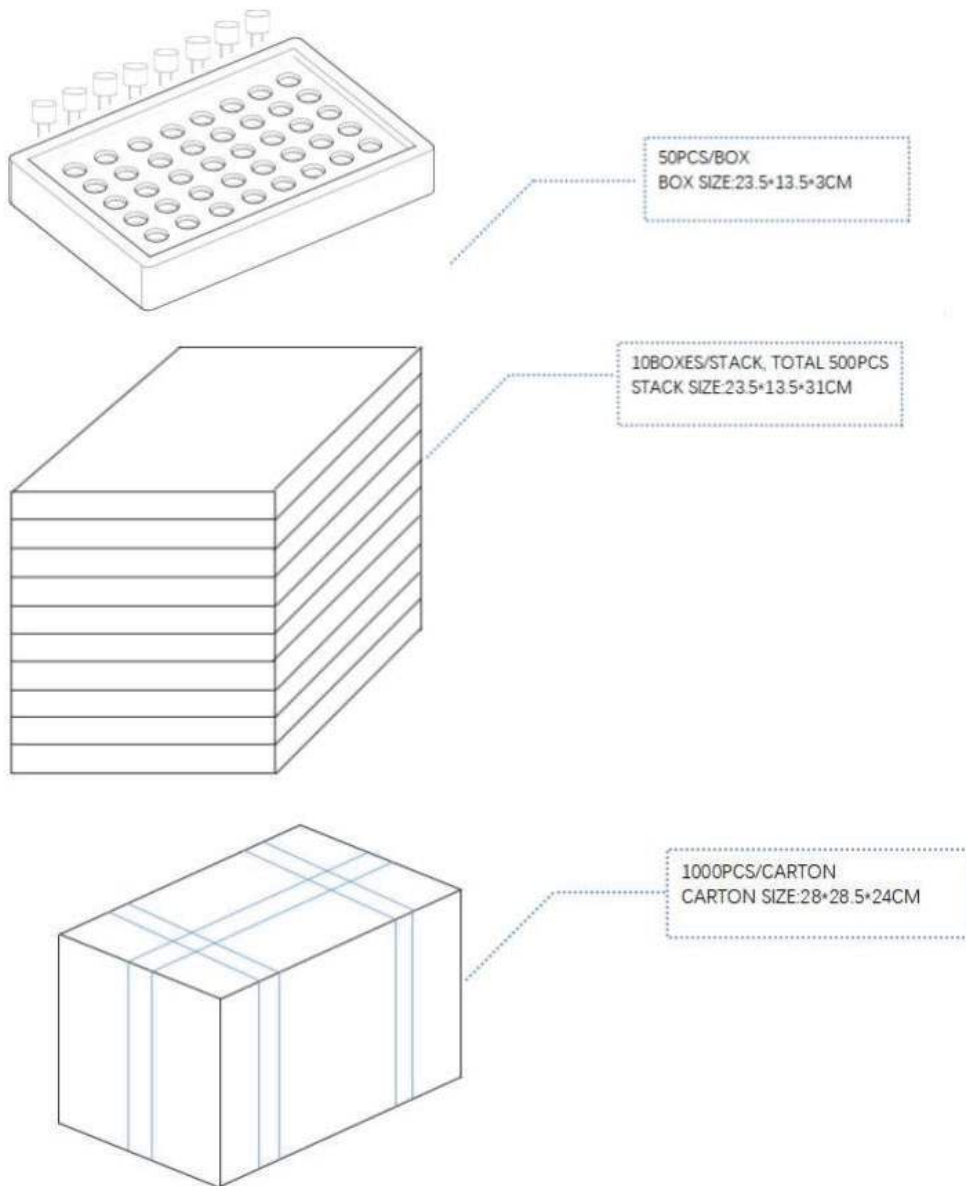 50PCS/BOX
BOX SIZE:23.5*13.5*3CM
10BOXES/STACK, TOTAL 500PCS
STACK SIZE:23.5*13.5*31CM
1000PCS/CARTON
CARTON SIZE:28*28.5*24CM